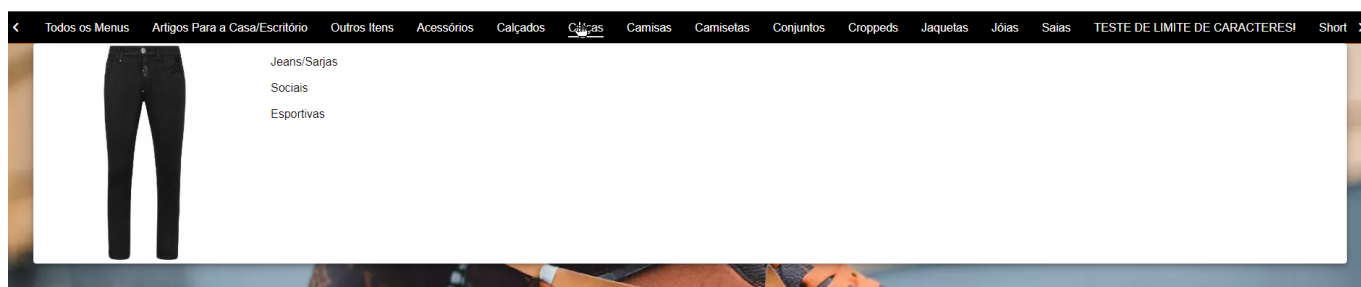 Todos os Menus Artigos Para a Casa/Escritório Outros Itens Acessórios Calçados Calças Camisas Camisetas Conjuntos Croppeds Jaquetas Jóias Saias TESTE DE LIMITE DE CARACTERES! Short
Jeans/Sarjas
Sociais
Esportivas